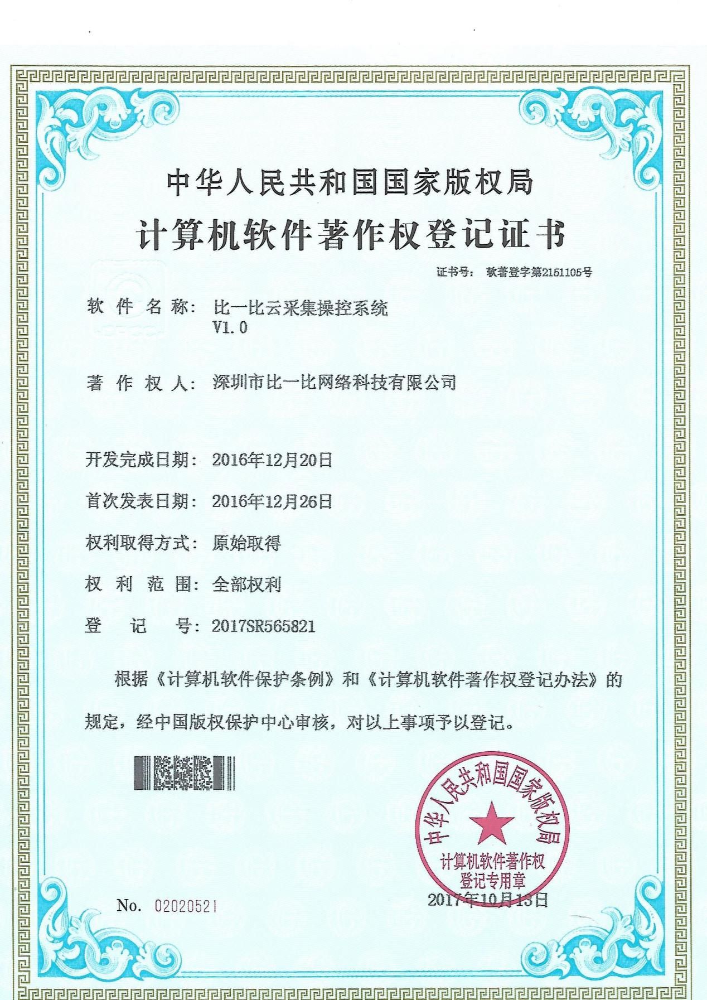 中华人民共和国国家版权局
计算机软件著作权登记证书
证书号： 软著登字第2151105号
软件名称： 比一比云采集操控系统
V1.0
著作权人： 深圳市比一比网络科技有限公司
开发完成日期： 2016年12月20日
首次发表日期： 2016年12月26日
权利取得方式： 原始取得
权利范围： 全部权利
登记号： 2017SR565821
根据《计算机软件保护条例》和《计算机软件著作权登记办法》的
规定，经中国版权保护中心审核，对以上事项予以登记。
中华人民共和国国家版权局
计算机软件著作权
登记专用章
2017年10月13日
No. 02020521